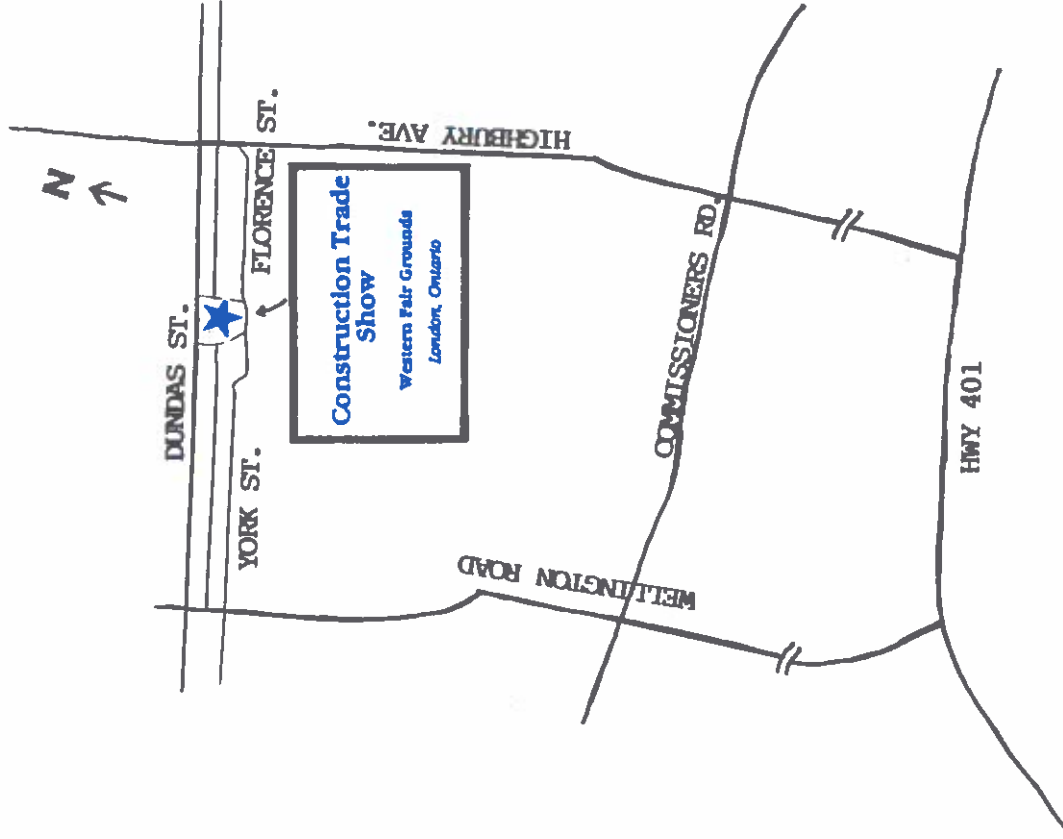 N
DUNDAS ST.
FLORENCE ST.
YORK ST.
HIGHBURY AVE.
Construction Trade
Show
Western Fair Grounds
London, Ontario
WELLINGTON ROAD
COMMISSIONERS RD.
HWY 401